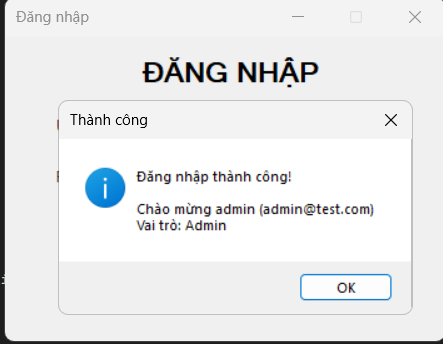 Đăng nhập
ĐĂNG NHẬP
Thành công
Đăng nhập thành công!
Chào mừng admin (admin@test.com)
Vai trò: Admin
OK